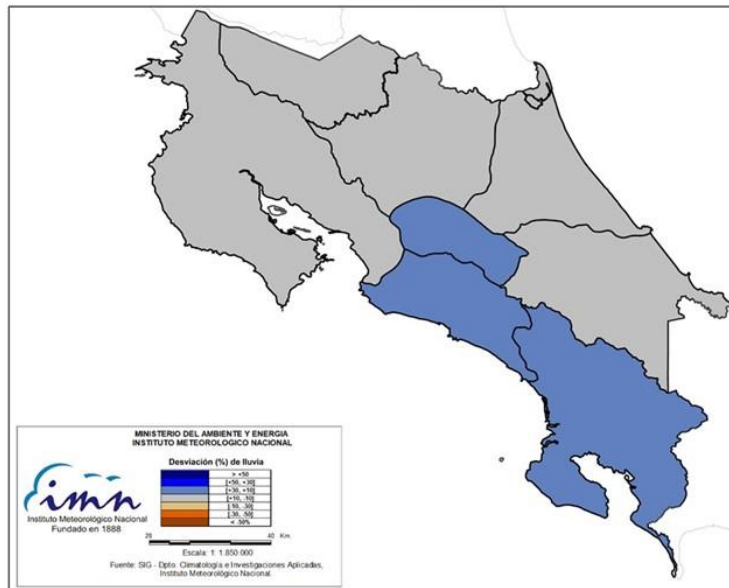 MINISTERIO DEL AMBIENTE Y ENERGIA
INSTITUTO METEOROLOGICO NACIONAL
imn
Instituto Meteorológico Nacional
Fundado en 1888
Desviación (%) de lluvia
> +50
[+50, +30]
[+30, +10]
[+10, -10]
[-10, -30]
[-30, -50]
< -50%
20 40 Km.
Escala: 1: 1.850.000
Fuente: SIG - Dpto. Climatología e Investigaciones Aplicadas,
Instituto Meteorológico Nacional.